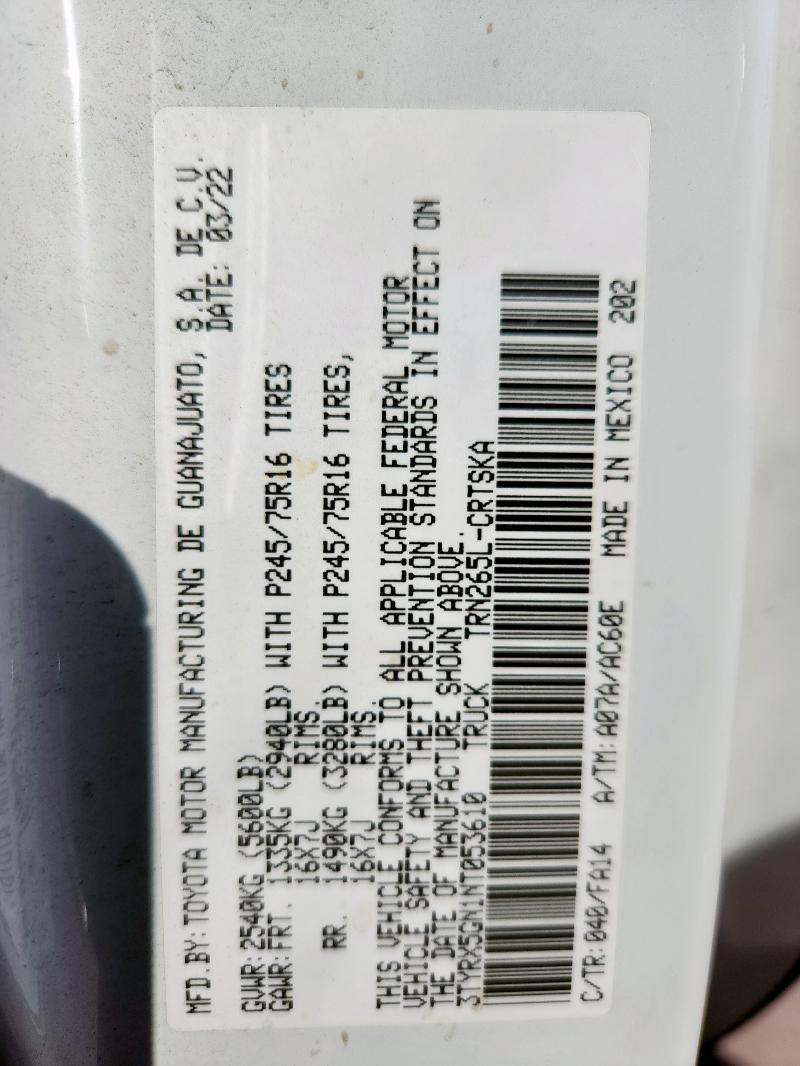 MFD.BY:TOYOTA MOTOR MANUFACTURING DE GUANAJUATO, S.A. DE C.V.
DATE: 03/22
GVWR:2540KG (5600LB)
GAWR:FRT. 1335KG (2940LB) WITH P245/75R16 TIRES
16X7J RIMS.
RR. 1490KG (3280LB) WITH P245/75R16 TIRES,
16X7J RIMS.
THIS VEHICLE CONFORMS TO ALL APPLICABLE FEDERAL MOTOR
VEHICLE SAFETY AND THEFT PREVENTION STANDARDS IN EFFECT ON
THE DATE OF MANUFACTURE SHOWN ABOVE.
3TYRX5GN1NT053610 TRUCK TRN265L-CRTSKA
C/TR:040/FA14 A/TM:A07A/AC60E MADE IN MEXICO 202